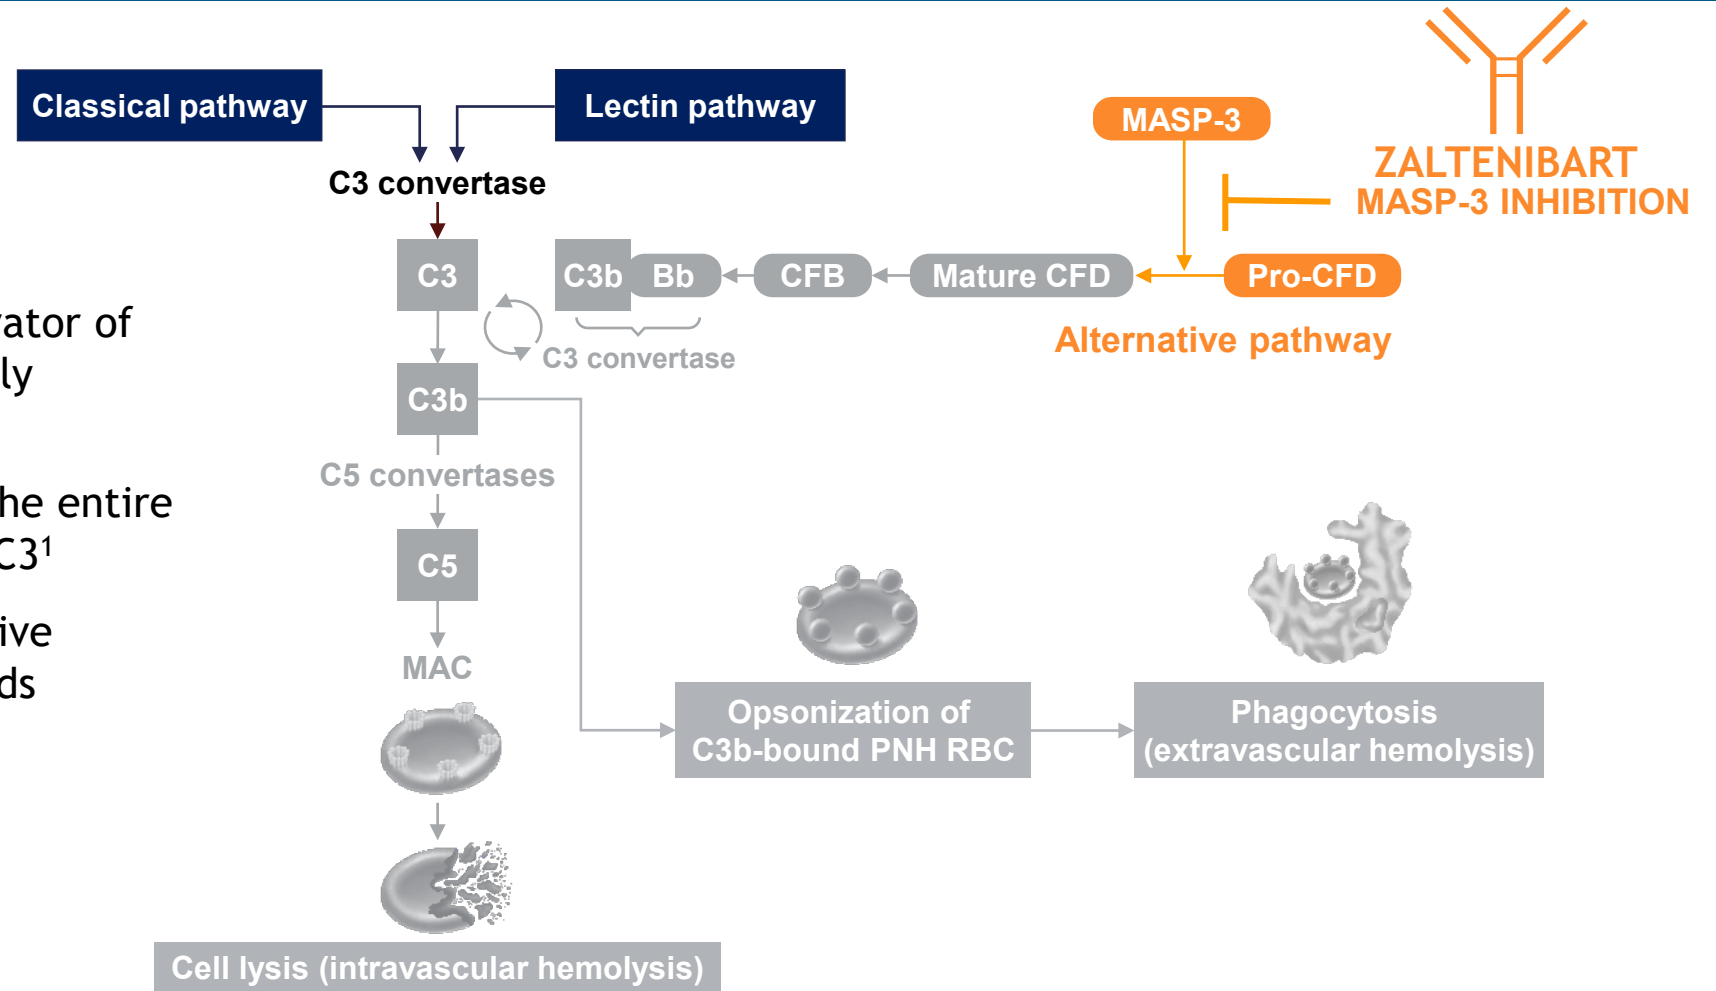 Classical pathway
Lectin pathway
C3 convertase
MASP-3
ZALTENIBART
MASP-3 INHIBITION
C3
C3b
Bb
CFB
Mature CFD
Pro-CFD
C3 convertase
Alternative pathway
ator of
ly
C3b
C5 convertases
he entire
C3¹
C5
ive
ds
MAC
Opsonization of
C3b-bound PNH RBC
Phagocytosis
(extravascular hemolysis)
Cell lysis (intravascular hemolysis)